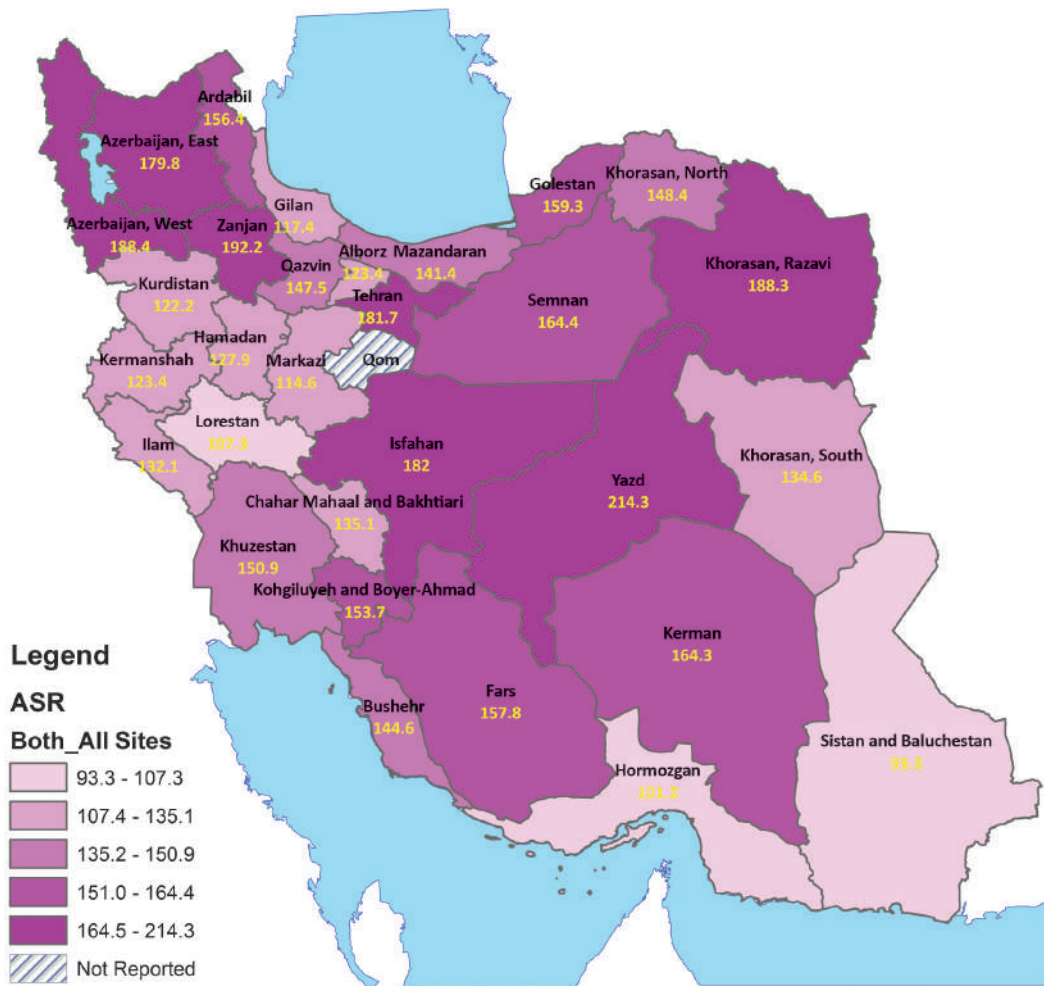 Ardabil
156.4
Azerbaijan, East
179.8
Khorasan, North
148.4
Golestan
159.3
Gilan
117.4
Azerbaijan, West
188.4
Zanjan
192.2
Alborz
123.4
Mazandaran
141.4
Qazvin
147.5
Khorasan, Razavi
188.3
Kurdistan
122.2
Tehran
181.7
Semnan
164.4
Hamadan
127.9
Kermanshah
123.4
Markazi
114.6
Qom
Lorestan
107.3
Ilam
132.1
Isfahan
182
Khorasan, South
134.6
Yazd
214.3
Chahar Mahaal and Bakhtiari
135.1
Khuzestan
150.9
Kohgiluyeh and Boyer-Ahmad
153.7
Kerman
164.3
Fars
157.8
Bushehr
144.6
Sistan and Baluchestan
93.3
Hormozgan
101.2
Legend
ASR
Both_All Sites
93.3 - 107.3
107.4 - 135.1
135.2 - 150.9
151.0 - 164.4
164.5 - 214.3
Not Reported